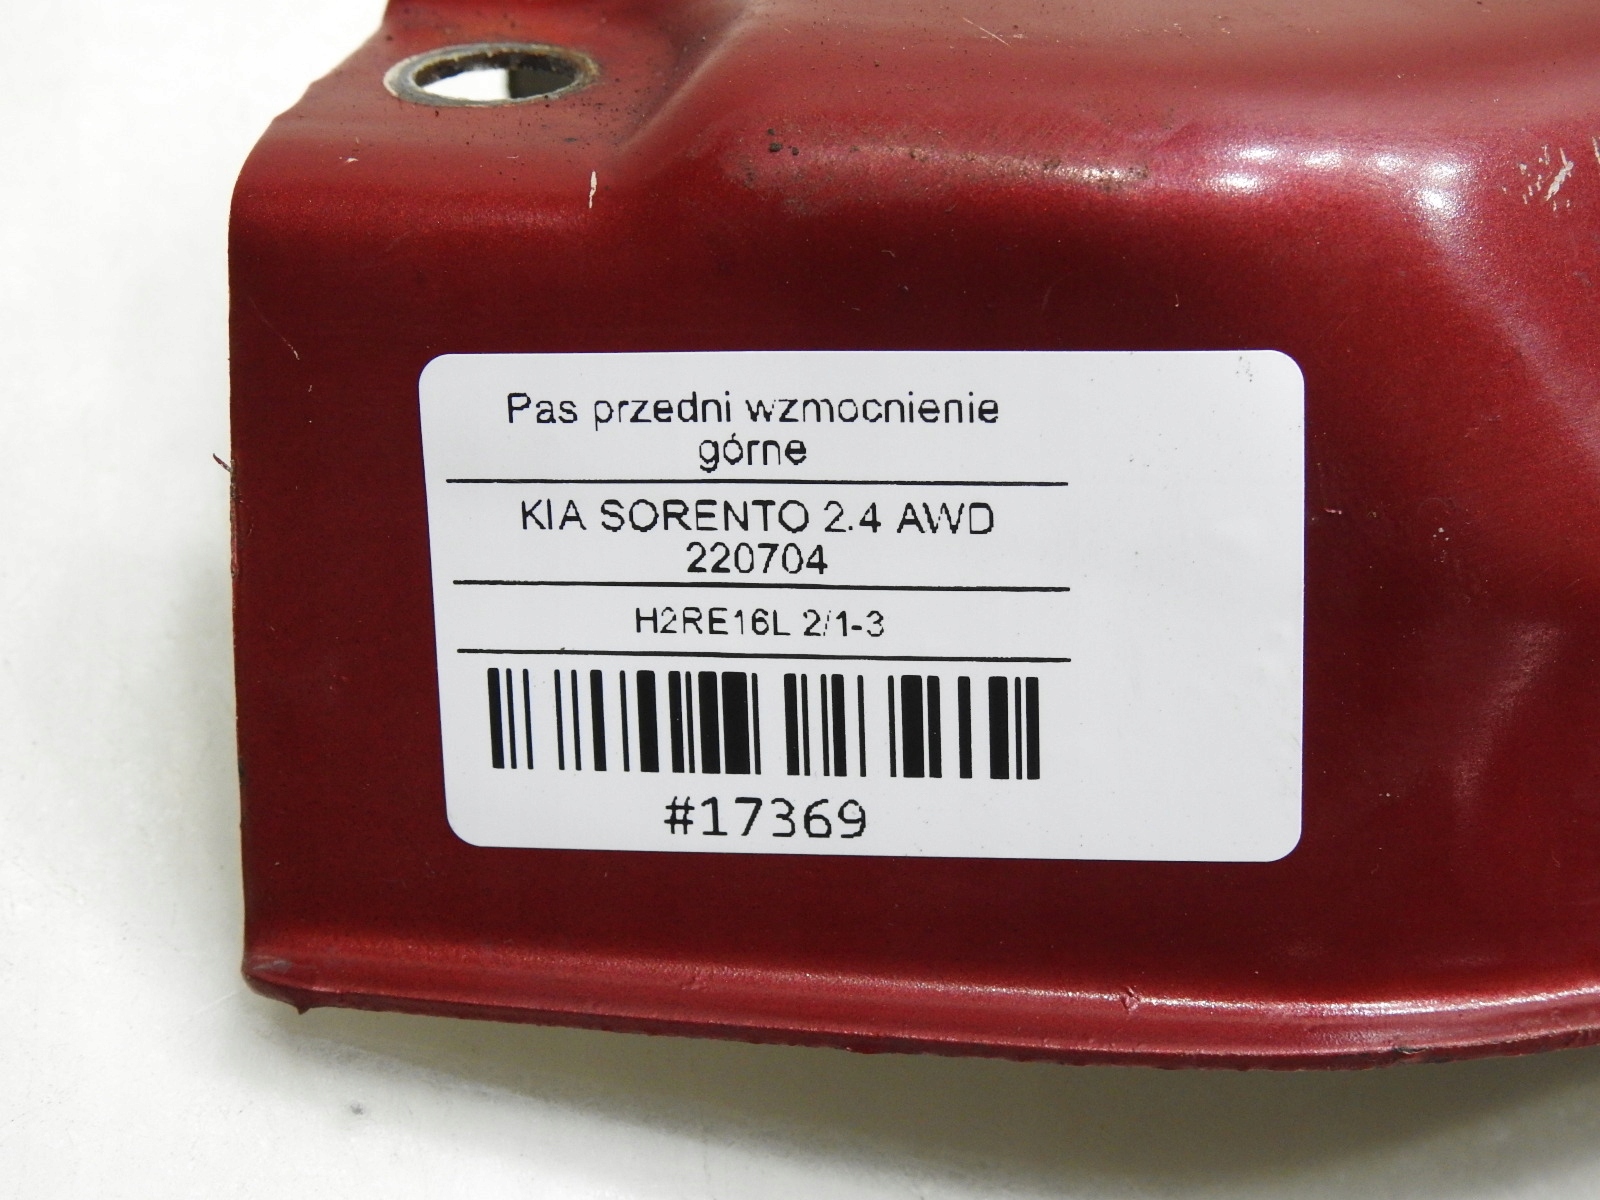 Pas przedni wzmocnienie
górne
KIA SORENTO 2.4 AWD
220704
H2RE16L 2/1-3
#17369